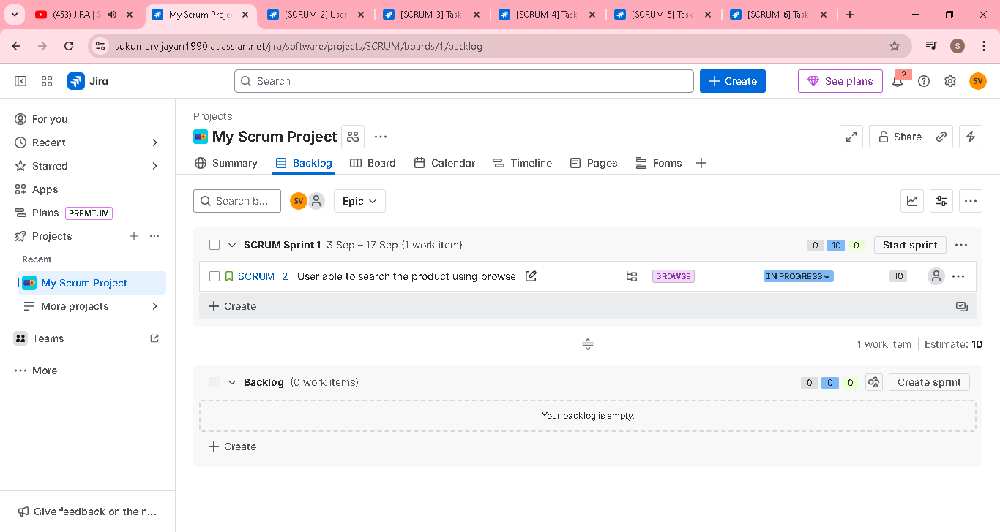 (453) JIRA | S
My Scrum Projec
[SCRUM-2] User
[SCRUM-3] Task
[SCRUM-4] Task
[SCRUM-5] Task
[SCRUM-6] Task
sukumarvijayan1990.atlassian.net/jira/software/projects/SCRUM/boards/1/backlog
S
Jira
Search
Create
See plans
2
SV
For you
Recent
Starred
Apps
Plans PREMIUM
Projects
Recent
My Scrum Project
More projects
Teams
More
Give feedback on the n...
Projects
My Scrum Project
Share
Summary Backlog Board Calendar Timeline Pages Forms
Search b... SV Epic
SCRUM Sprint 1 3 Sep – 17 Sep (1 work item) 0 10 0 Start sprint
SCRUM-2 User able to search the product using browse BROWSE IN PROGRESS 10
Create
1 work item Estimate: 10
Backlog (0 work items) 0 0 0 Create sprint
Your backlog is empty.
Create